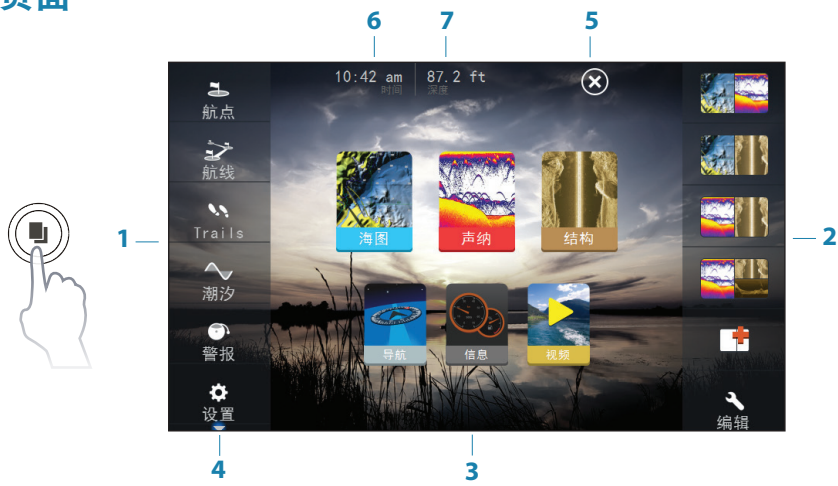 页面
6
7
5
10:42 am
时间
87.2 ft
深度
航点
航线
Trails
潮汐
警报
设置
海图
声纳
结构
导航
信息
视频
编辑
1
2
4
3